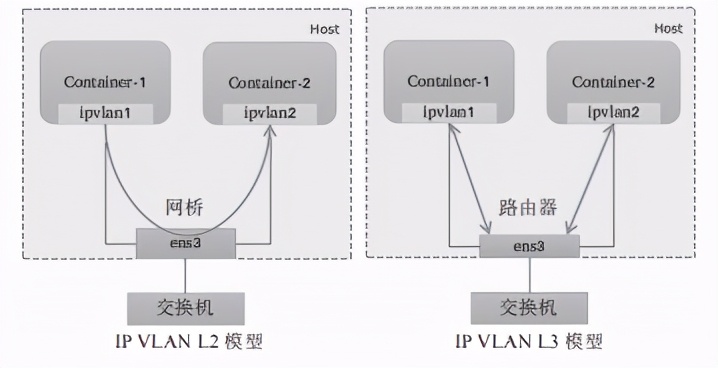 Host
Container-1
Container-2
ipvlan1
ipvlan2
网桥
ens3
交换机
IP VLAN L2 模型
Host
Container-1
Container-2
ipvlan1
ipvlan2
路由器
ens3
交换机
IP VLAN L3 模型